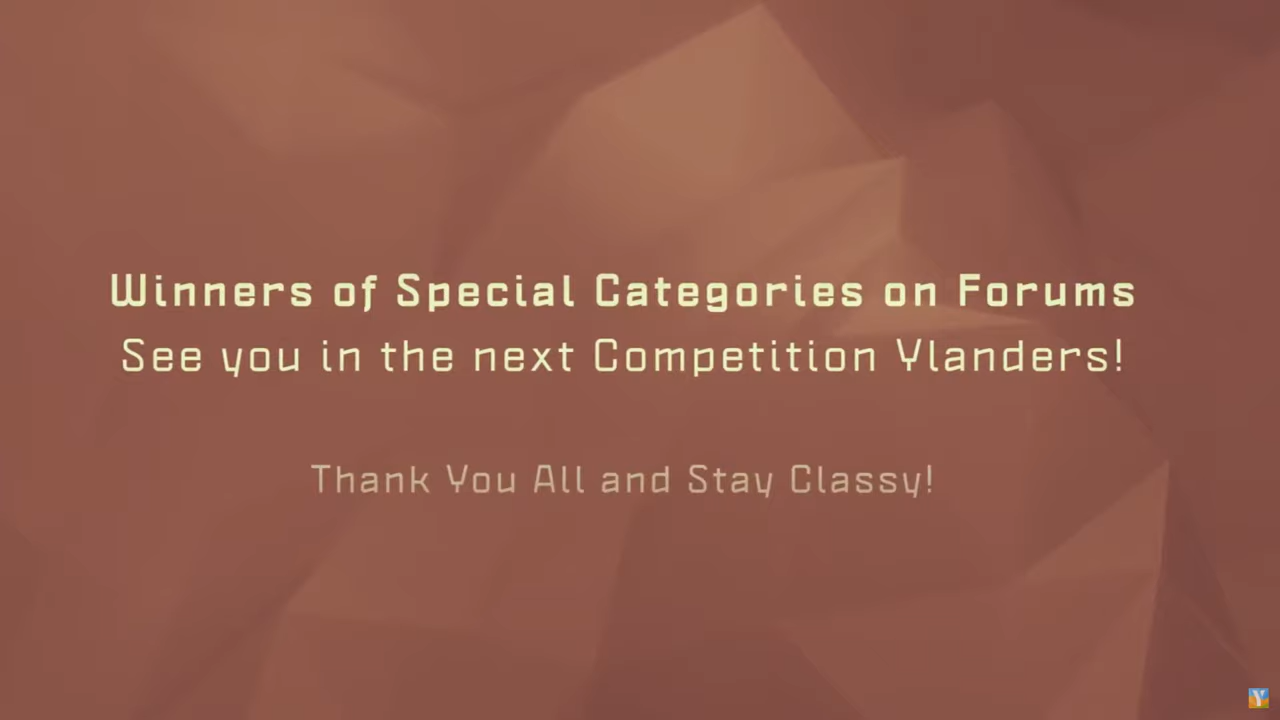 Winners of Special Categories on Forums
See you in the next Competition Ylanders!
Thank You All and Stay Classy!
Y